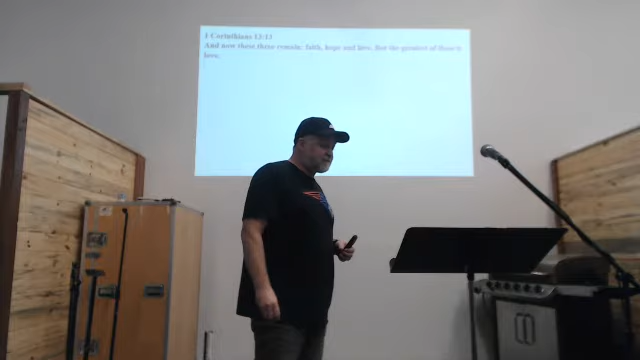 1 Corinthians 13:13
And now these three remain: faith, hope and love. But the greatest of these is
love.